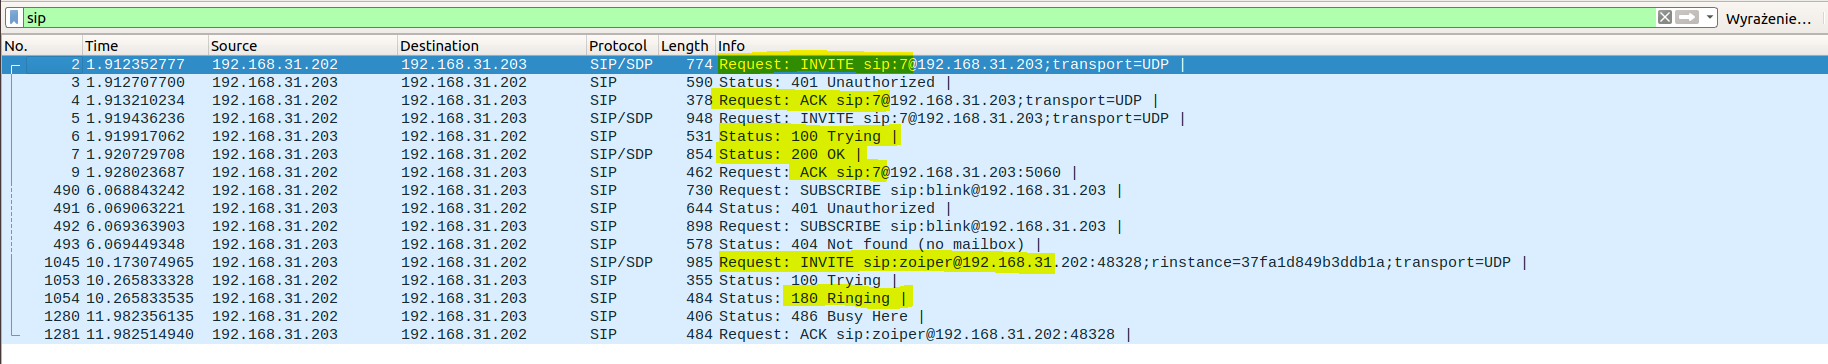 sip Wyrażenie...
No. Time Source Destination Protocol Length Info
2 1.912352777 192.168.31.202 192.168.31.203 SIP/SDP 774 Request: INVITE sip:7@192.168.31.203;transport=UDP |
3 1.912707700 192.168.31.203 192.168.31.202 SIP 590 Status: 401 Unauthorized |
4 1.913210234 192.168.31.202 192.168.31.203 SIP 378 Request: ACK sip:7@192.168.31.203;transport=UDP |
5 1.919436236 192.168.31.202 192.168.31.203 SIP/SDP 948 Request: INVITE sip:7@192.168.31.203;transport=UDP |
6 1.919917062 192.168.31.203 192.168.31.202 SIP 531 Status: 100 Trying |
7 1.920729708 192.168.31.203 192.168.31.202 SIP/SDP 854 Status: 200 OK |
9 1.928023687 192.168.31.202 192.168.31.203 SIP 462 Request: ACK sip:7@192.168.31.203:5060 |
490 6.068843242 192.168.31.202 192.168.31.203 SIP 730 Request: SUBSCRIBE sip:blink@192.168.31.203 |
491 6.069063221 192.168.31.203 192.168.31.202 SIP 644 Status: 401 Unauthorized |
492 6.069363903 192.168.31.202 192.168.31.203 SIP 898 Request: SUBSCRIBE sip:blink@192.168.31.203 |
493 6.069449348 192.168.31.203 192.168.31.202 SIP 578 Status: 404 Not found (no mailbox) |
1045 10.173074965 192.168.31.203 192.168.31.202 SIP/SDP 985 Request: INVITE sip:zoiper@192.168.31.202:48328;rinstance=37fa1d849b3ddb1a;transport=UDP |
1053 10.265833328 192.168.31.202 192.168.31.203 SIP 355 Status: 100 Trying |
1054 10.265833535 192.168.31.202 192.168.31.203 SIP 484 Status: 180 Ringing |
1280 11.982356135 192.168.31.202 192.168.31.203 SIP 406 Status: 486 Busy Here |
1281 11.982514940 192.168.31.203 192.168.31.202 SIP 484 Request: ACK sip:zoiper@192.168.31.202:48328 |